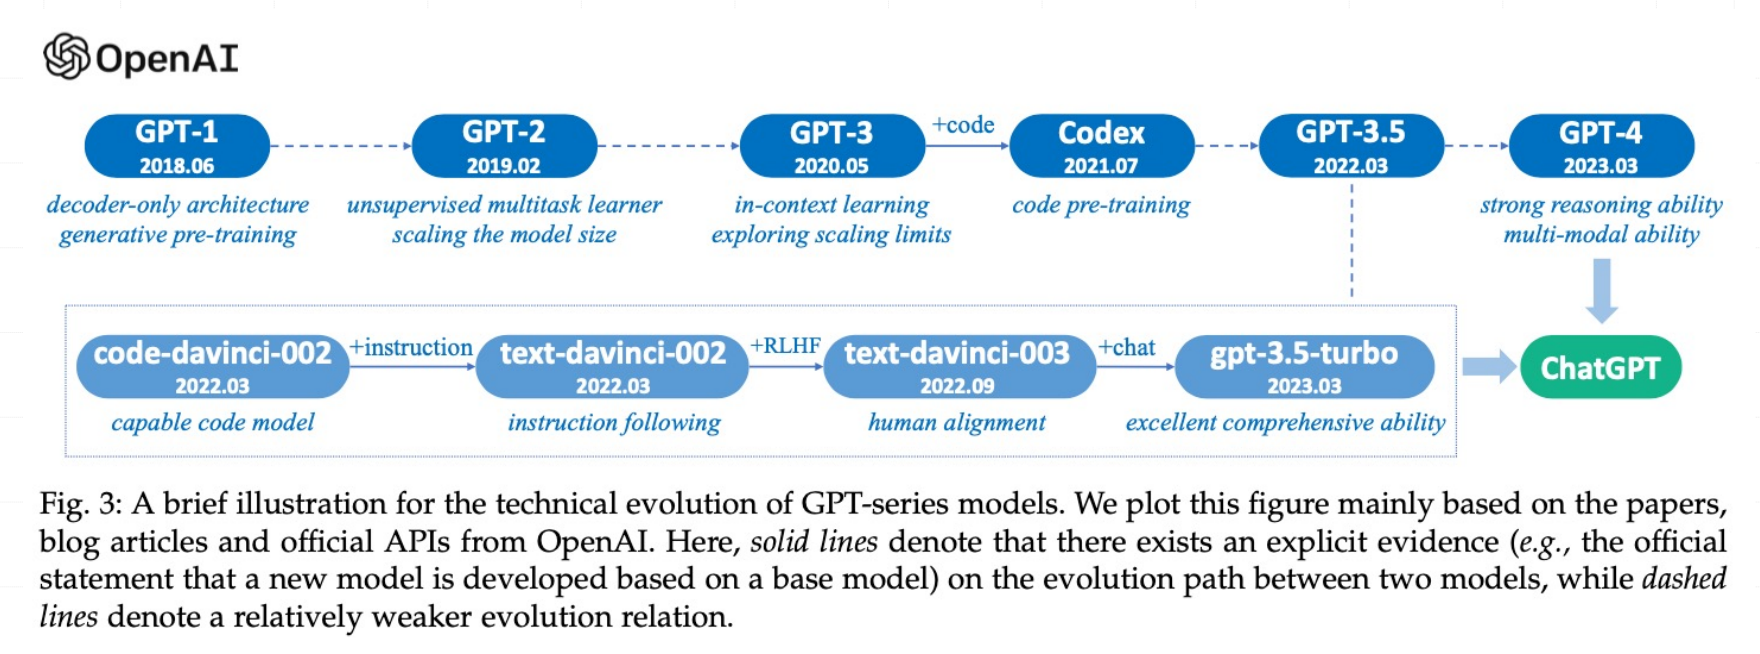 OpenAI
GPT-1
2018.06
decoder-only architecture
generative pre-training
GPT-2
2019.02
unsupervised multitask learner
scaling the model size
GPT-3
2020.05
in-context learning
exploring scaling limits
+code
Codex
2021.07
code pre-training
GPT-3.5
2022.03
GPT-4
2023.03
strong reasoning ability
multi-modal ability
code-davinci-002
2022.03
capable code model
+instruction
text-davinci-002
2022.03
instruction following
+RLHF
text-davinci-003
2022.09
human alignment
+chat
gpt-3.5-turbo
2023.03
excellent comprehensive ability
ChatGPT
Fig. 3: A brief illustration for the technical evolution of GPT-series models. We plot this figure mainly based on the papers,
blog articles and official APIs from OpenAI. Here, solid lines denote that there exists an explicit evidence (e.g., the official
statement that a new model is developed based on a base model) on the evolution path between two models, while dashed
lines denote a relatively weaker evolution relation.